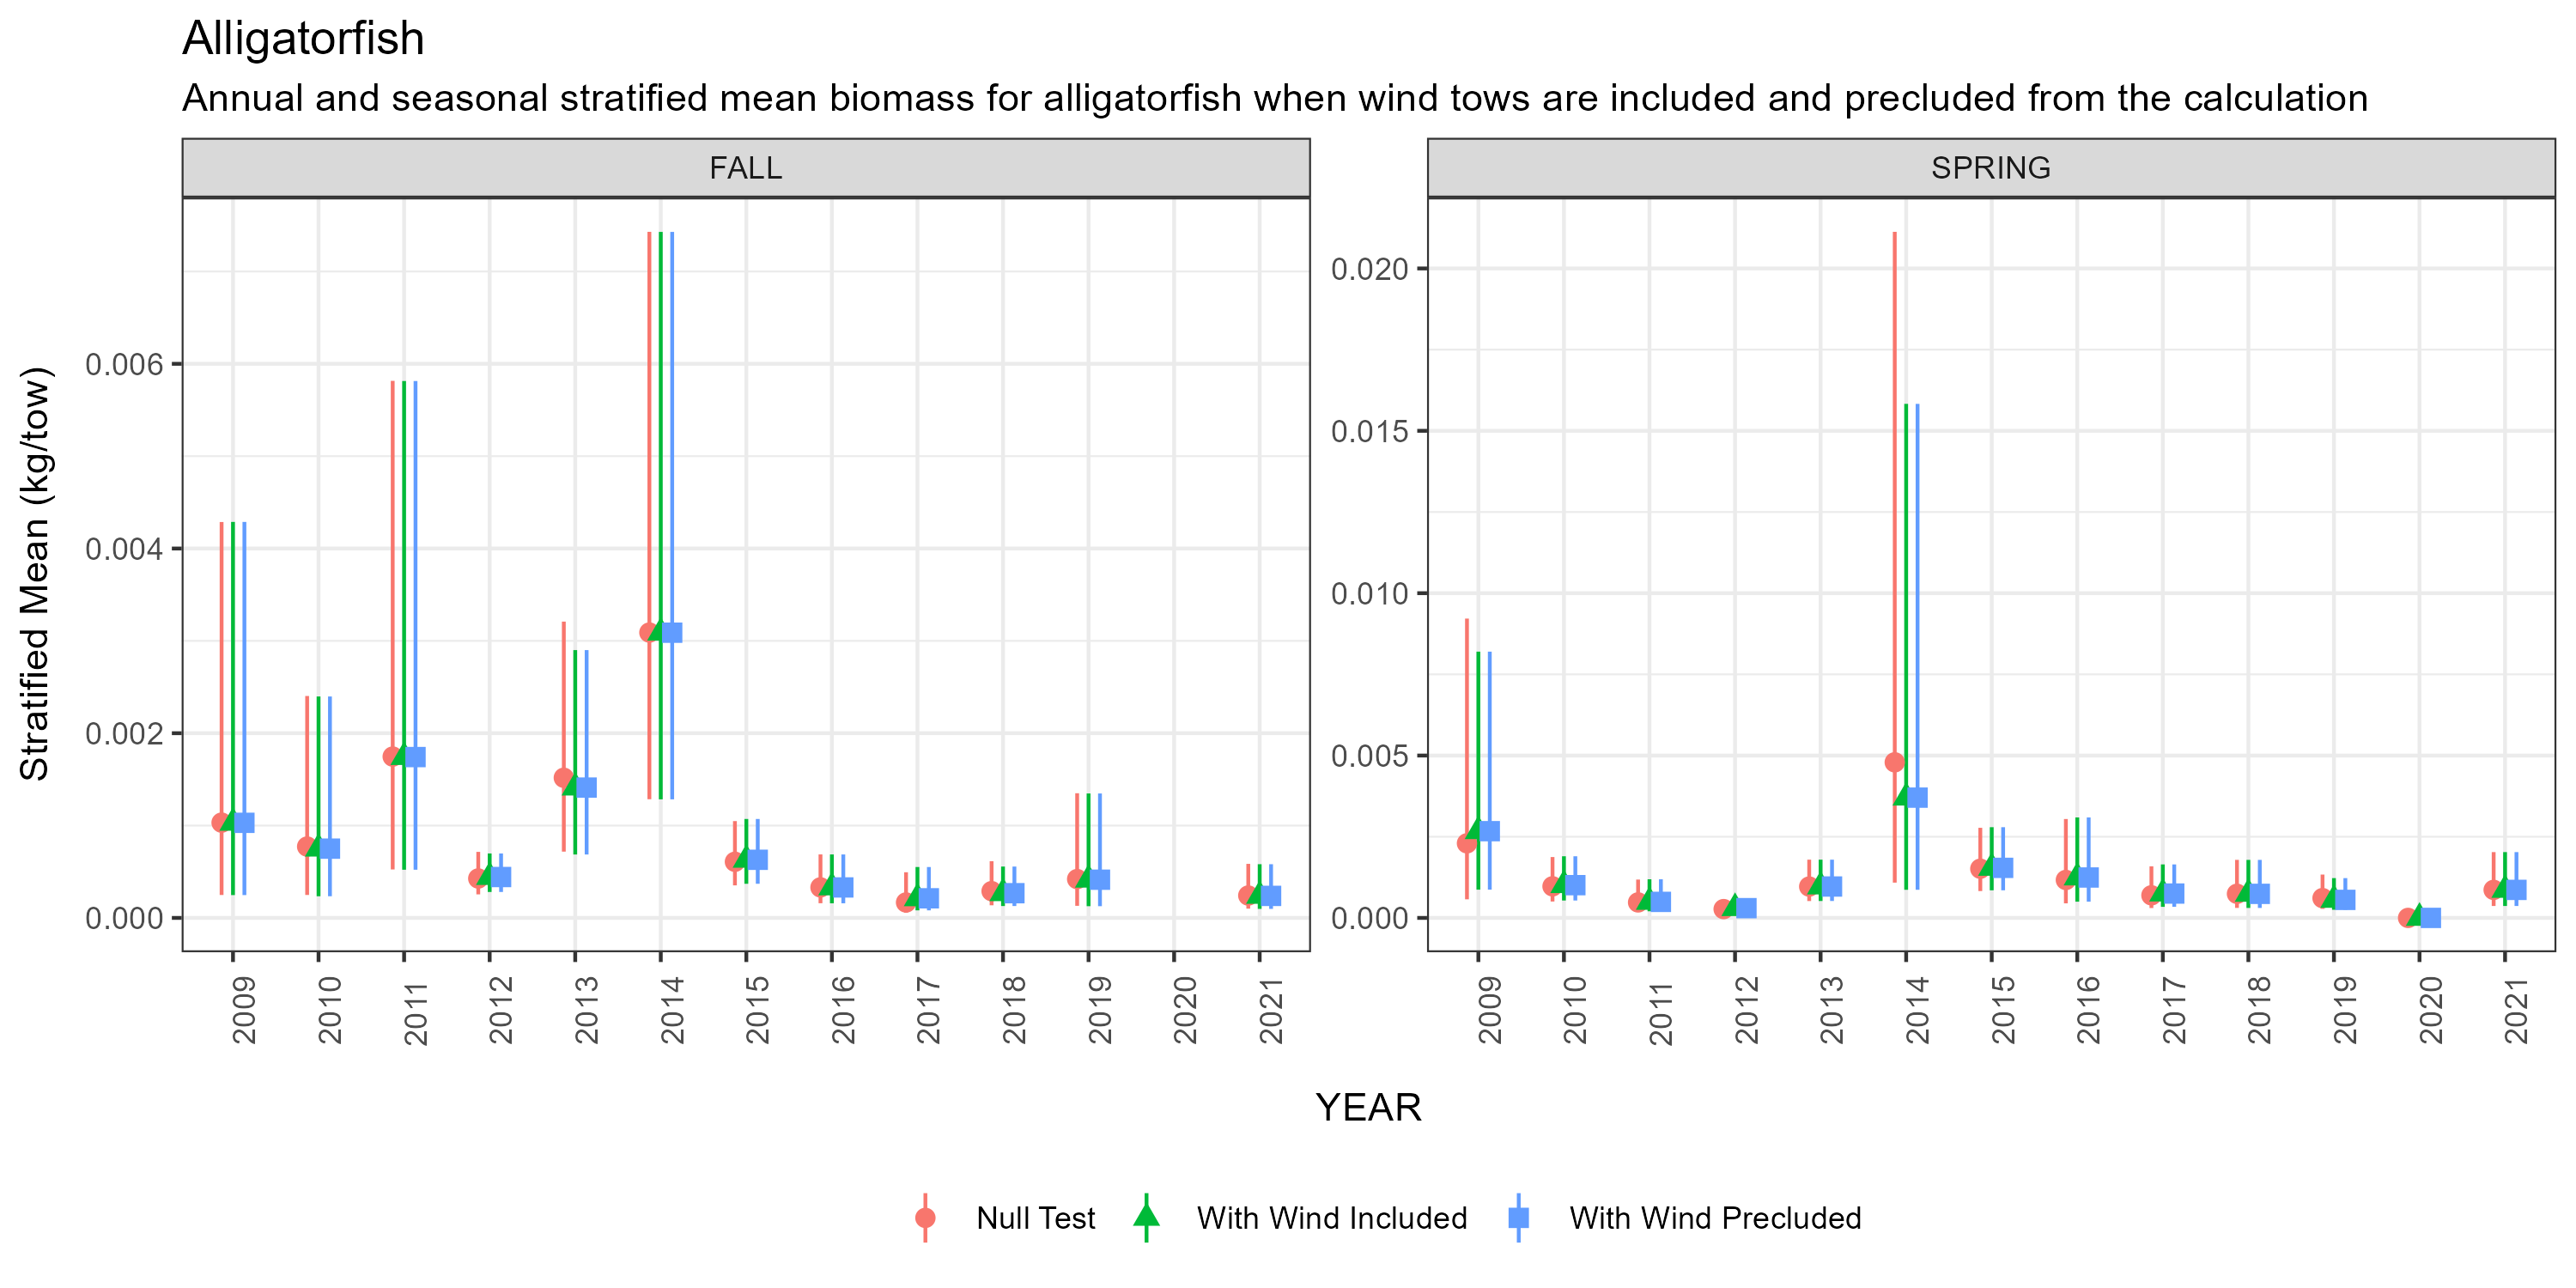 Alligatorfish
Annual and seasonal stratified mean biomass for alligatorfish when wind tows are included and precluded from the calculation
FALL
SPRING
Stratified Mean (kg/tow)
0.006
0.004
0.002
0.000
0.020
0.015
0.010
0.005
0.000
2009 2010 2011 2012 2013 2014 2015 2016 2017 2018 2019 2020 2021
2009 2010 2011 2012 2013 2014 2015 2016 2017 2018 2019 2020 2021
YEAR
Null Test With Wind Included With Wind Precluded